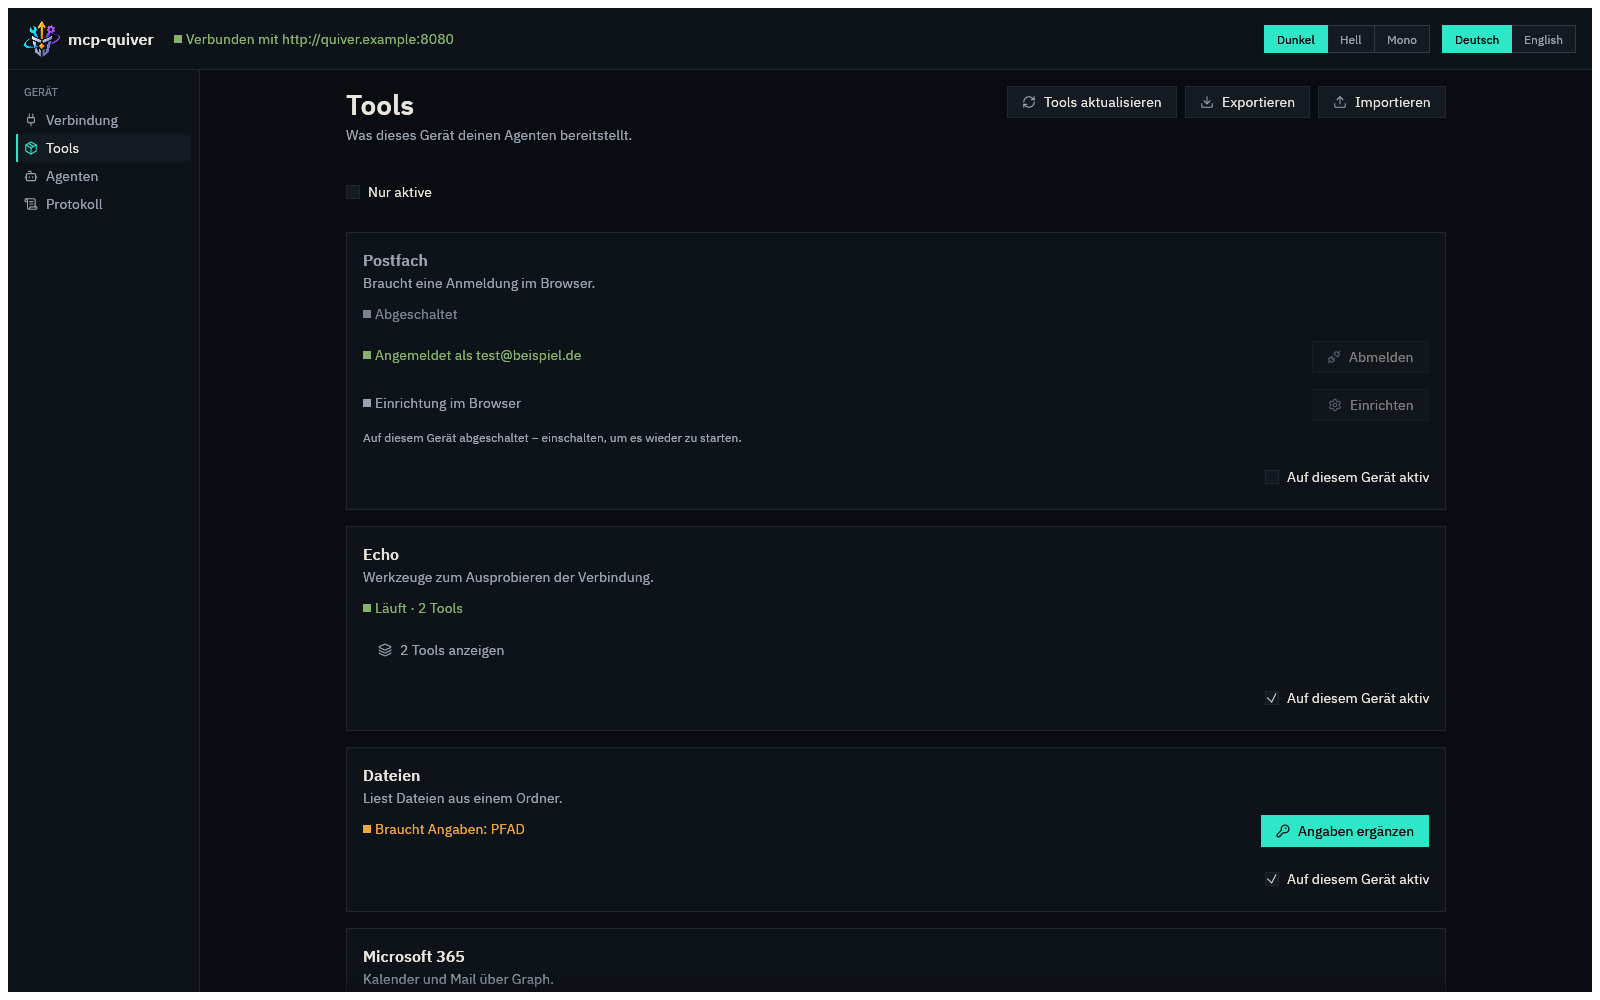 mcp-quiver
Verbunden mit http://quiver.example:8080
Dunkel
Hell
Mono
Deutsch
English
GERÄT
Verbindung
Tools
Agenten
Protokoll
Tools
Was dieses Gerät deinen Agenten bereitstellt.
Tools aktualisieren
Exportieren
Importieren
Nur aktive
Postfach
Braucht eine Anmeldung im Browser.
Abgeschaltet
Angemeldet als test@beispiel.de
Abmelden
Einrichtung im Browser
Einrichten
Auf diesem Gerät abgeschaltet – einschalten, um es wieder zu starten.
Auf diesem Gerät aktiv
Echo
Werkzeuge zum Ausprobieren der Verbindung.
Läuft · 2 Tools
2 Tools anzeigen
Auf diesem Gerät aktiv
Dateien
Liest Dateien aus einem Ordner.
Braucht Angaben: PFAD
Angaben ergänzen
Auf diesem Gerät aktiv
Microsoft 365
Kalender und Mail über Graph.